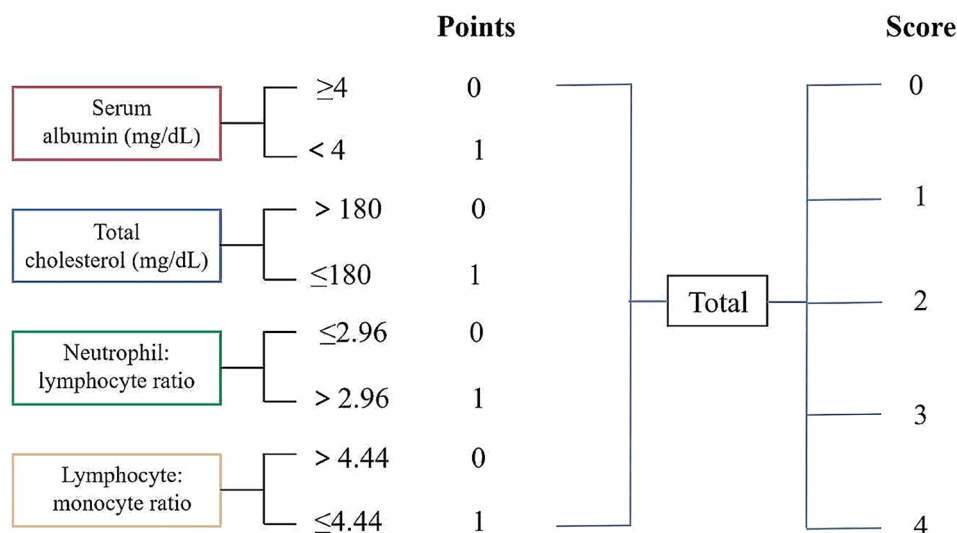 Points Score
Serum
albumin (mg/dL)
≥4 0
< 4 1
Total
cholesterol (mg/dL)
> 180 0
≤180 1
Neutrophil:
lymphocyte ratio
≤2.96 0
> 2.96 1
Lymphocyte:
monocyte ratio
> 4.44 0
≤4.44 1
Total
0
1
2
3
4